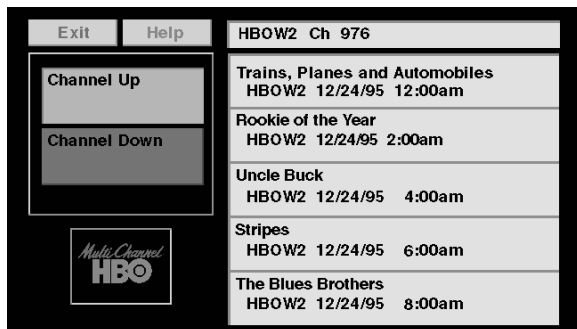 Exit Help
Channel Up
Channel Down
Multi Channel
HBO
HBOW2 Ch 976
Trains, Planes and Automobiles
HBOW2 12/24/95 12:00am
Rookie of the Year
HBOW2 12/24/95 2:00am
Uncle Buck
HBOW2 12/24/95 4:00am
Stripes
HBOW2 12/24/95 6:00am
The Blues Brothers
HBOW2 12/24/95 8:00am